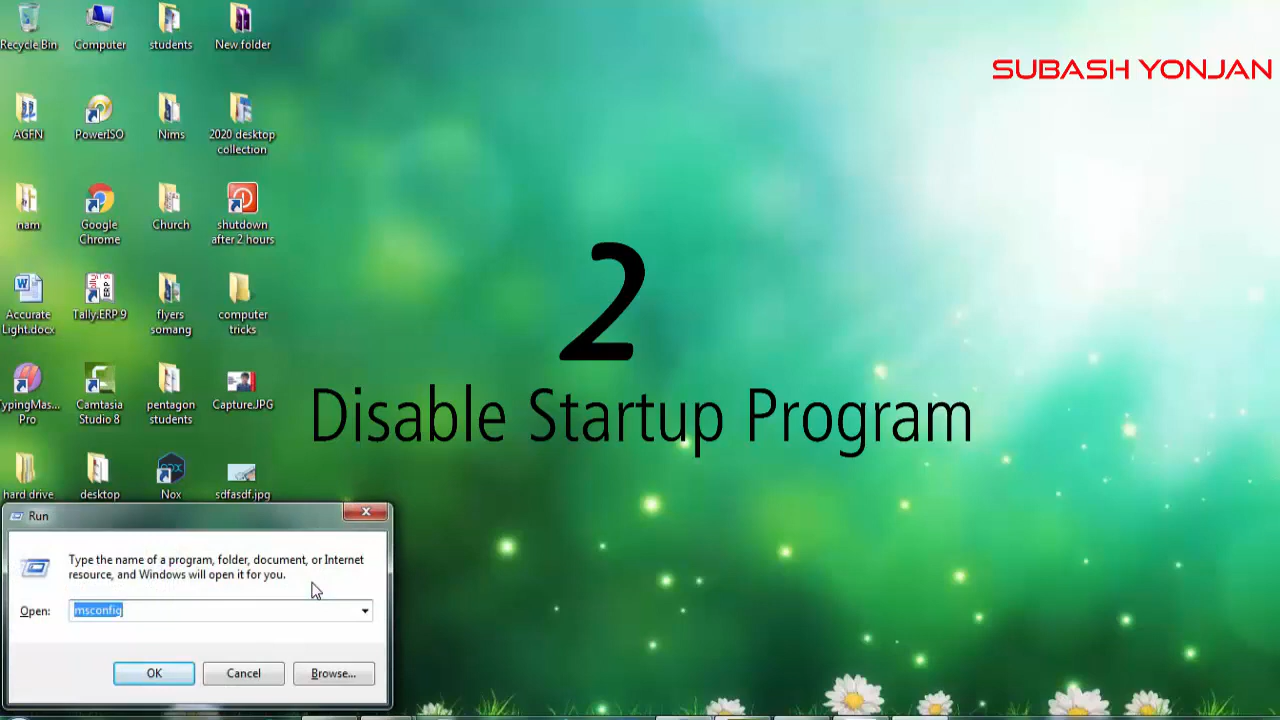 Recycle Bin
Computer
students
New folder
SUBASH YONJAN
AGFN
PowerISO
Nims
2020 desktop
collection
nam
Google
Chrome
Church
shutdown
after 2 hours
Accurate
Light.docx
Tally.ERP 9
flyers
somang
computer
tricks
2
Disable Startup Program
TypingMas...
Pro
Camtasia
Studio 8
pentagon
students
Capture.JPG
hard drive
desktop
Nox
sdfasdf.jpg
Run
Type the name of a program, folder, document, or Internet
resource, and Windows will open it for you.
Open:
msconfig
OK
Cancel
Browse...